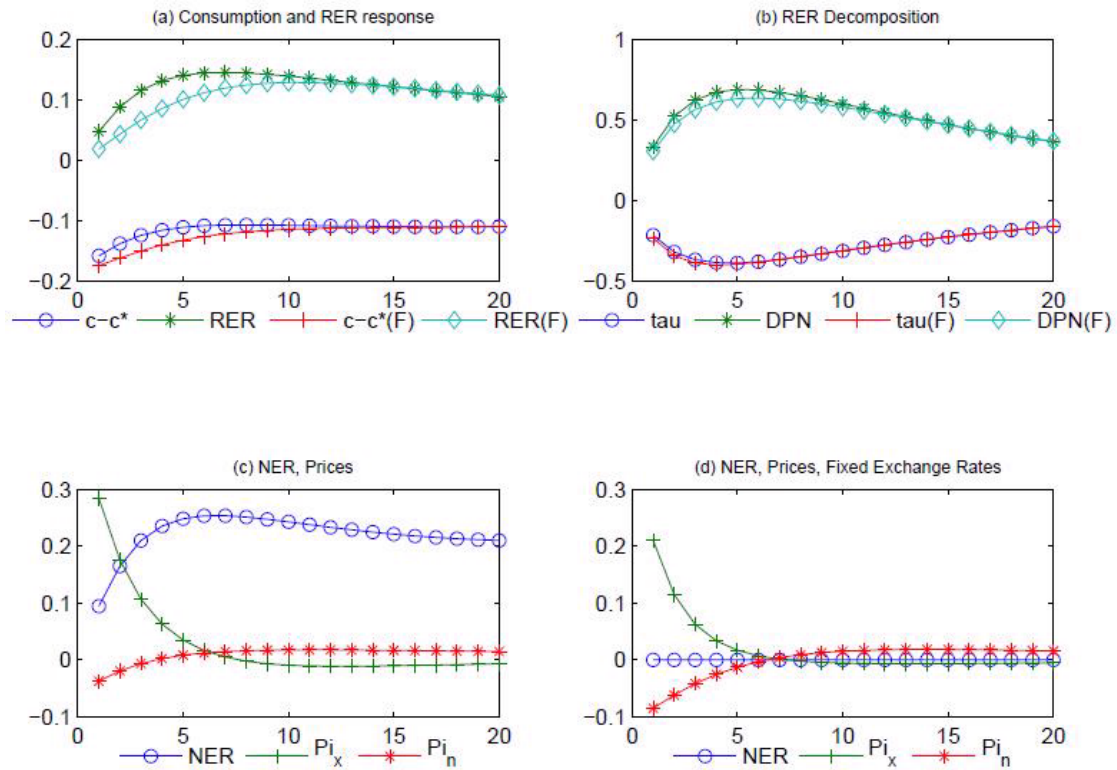 (a) Consumption and RER response
0.2
0.1
0
−0.1
−0.2
0 5 10 15 20
c−c* RER c−c*(F) RER(F)
(b) RER Decomposition
1
0.5
0
−0.5
0 5 10 15 20
tau DPN tau(F) DPN(F)
(c) NER, Prices
0.3
0.2
0.1
0
−0.1
0 5 10 15 20
NER Pi_x Pi_n
(d) NER, Prices, Fixed Exchange Rates
0.3
0.2
0.1
0
−0.1
0 5 10 15 20
NER Pi_x Pi_n